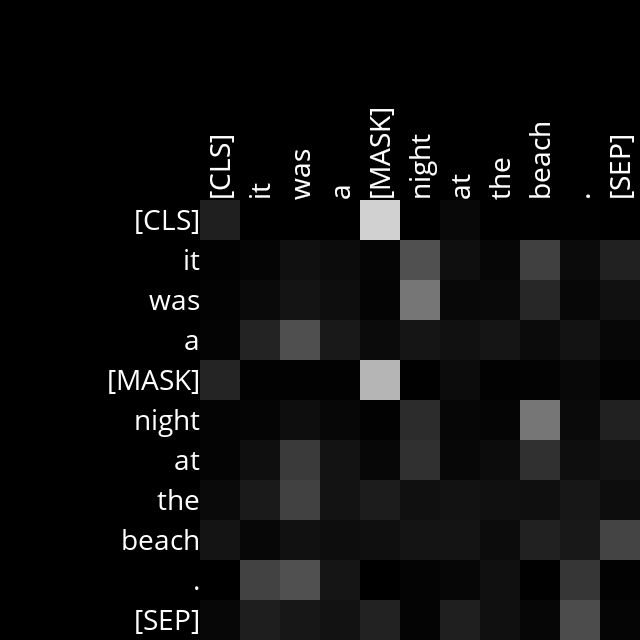 [CLS] it was a [MASK] night at the beach . [SEP]
[CLS]
it
was
a
[MASK]
night
at
the
beach
.
[SEP]